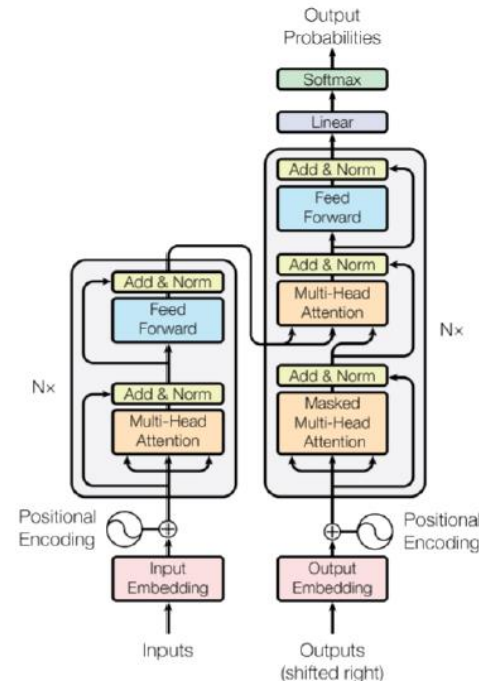 Output
Probabilities
Softmax
Linear
Add & Norm
Feed
Forward
Add & Norm
Multi-Head
Attention
Nx
Add & Norm
Masked
Multi-Head
Attention
Add & Norm
Feed
Forward
Nx
Add & Norm
Multi-Head
Attention
Positional
Encoding
Positional
Encoding
Input
Embedding
Output
Embedding
Inputs
Outputs
(shifted right)